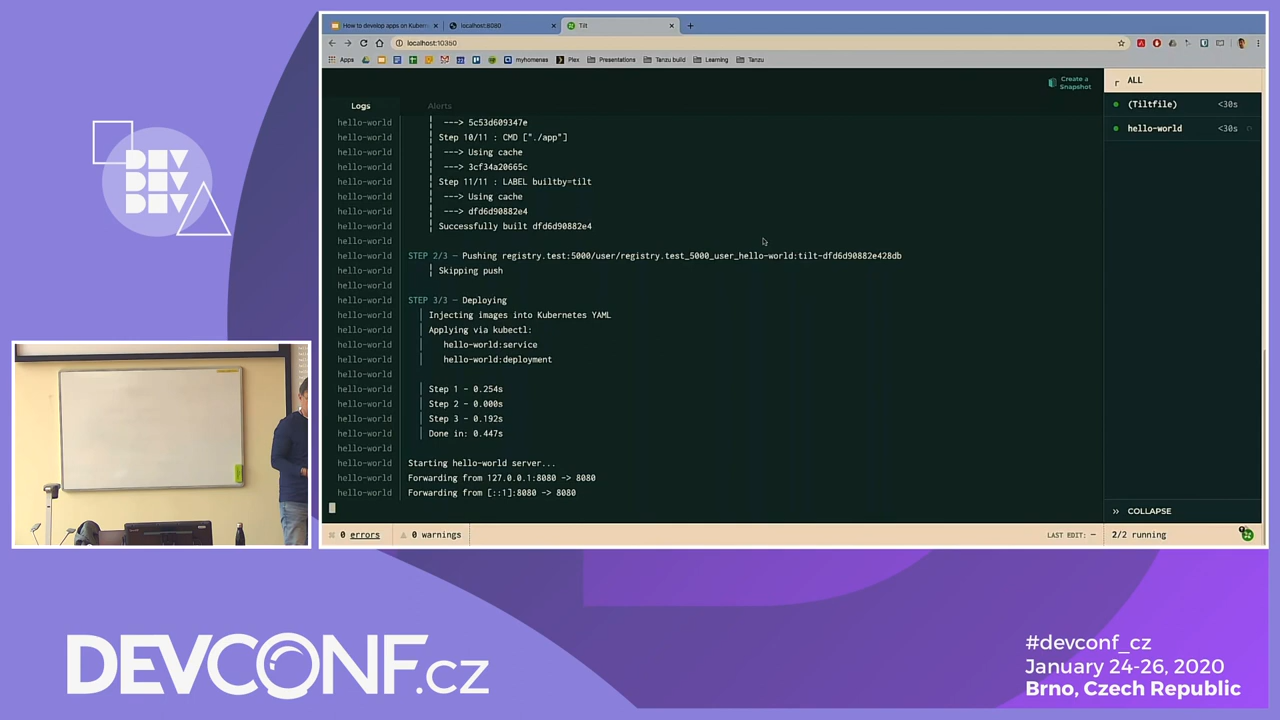 How to develop apps on Kubern
localhost:8080
Tilt
localhost:10350
Apps
myhomenas
Plex
Presentations
Tanzu build
Learning
Tanzu
Create a
Snapshot
ALL
Logs
Alerts
(Tiltfile) <30s
hello-world <30s
hello-world ---> 5c53d609347e
hello-world Step 10/11 : CMD ["./app"]
hello-world ---> Using cache
hello-world ---> 3cf34a20665c
hello-world Step 11/11 : LABEL builtby=tilt
hello-world ---> Using cache
hello-world ---> dfd6d90882e4
hello-world Successfully built dfd6d90882e4
hello-world
hello-world STEP 2/3 — Pushing registry.test:5000/user/registry.test_5000_user_hello-world:tilt-dfd6d90882e428db
hello-world Skipping push
hello-world
hello-world STEP 3/3 — Deploying
hello-world Injecting images into Kubernetes YAML
hello-world Applying via kubectl:
hello-world hello-world:service
hello-world hello-world:deployment
hello-world
hello-world Step 1 - 0.254s
hello-world Step 2 - 0.000s
hello-world Step 3 - 0.192s
hello-world Done in: 0.447s
hello-world
hello-world Starting hello-world server...
hello-world Forwarding from 127.0.0.1:8080 -> 8080
hello-world Forwarding from [::1]:8080 -> 8080
>> COLLAPSE
0 errors
0 warnings
LAST EDIT: —
2/2 running
DEV
DEV
DEV
DEVCONF.cz
#devconf_cz
January 24-26, 2020
Brno, Czech Republic